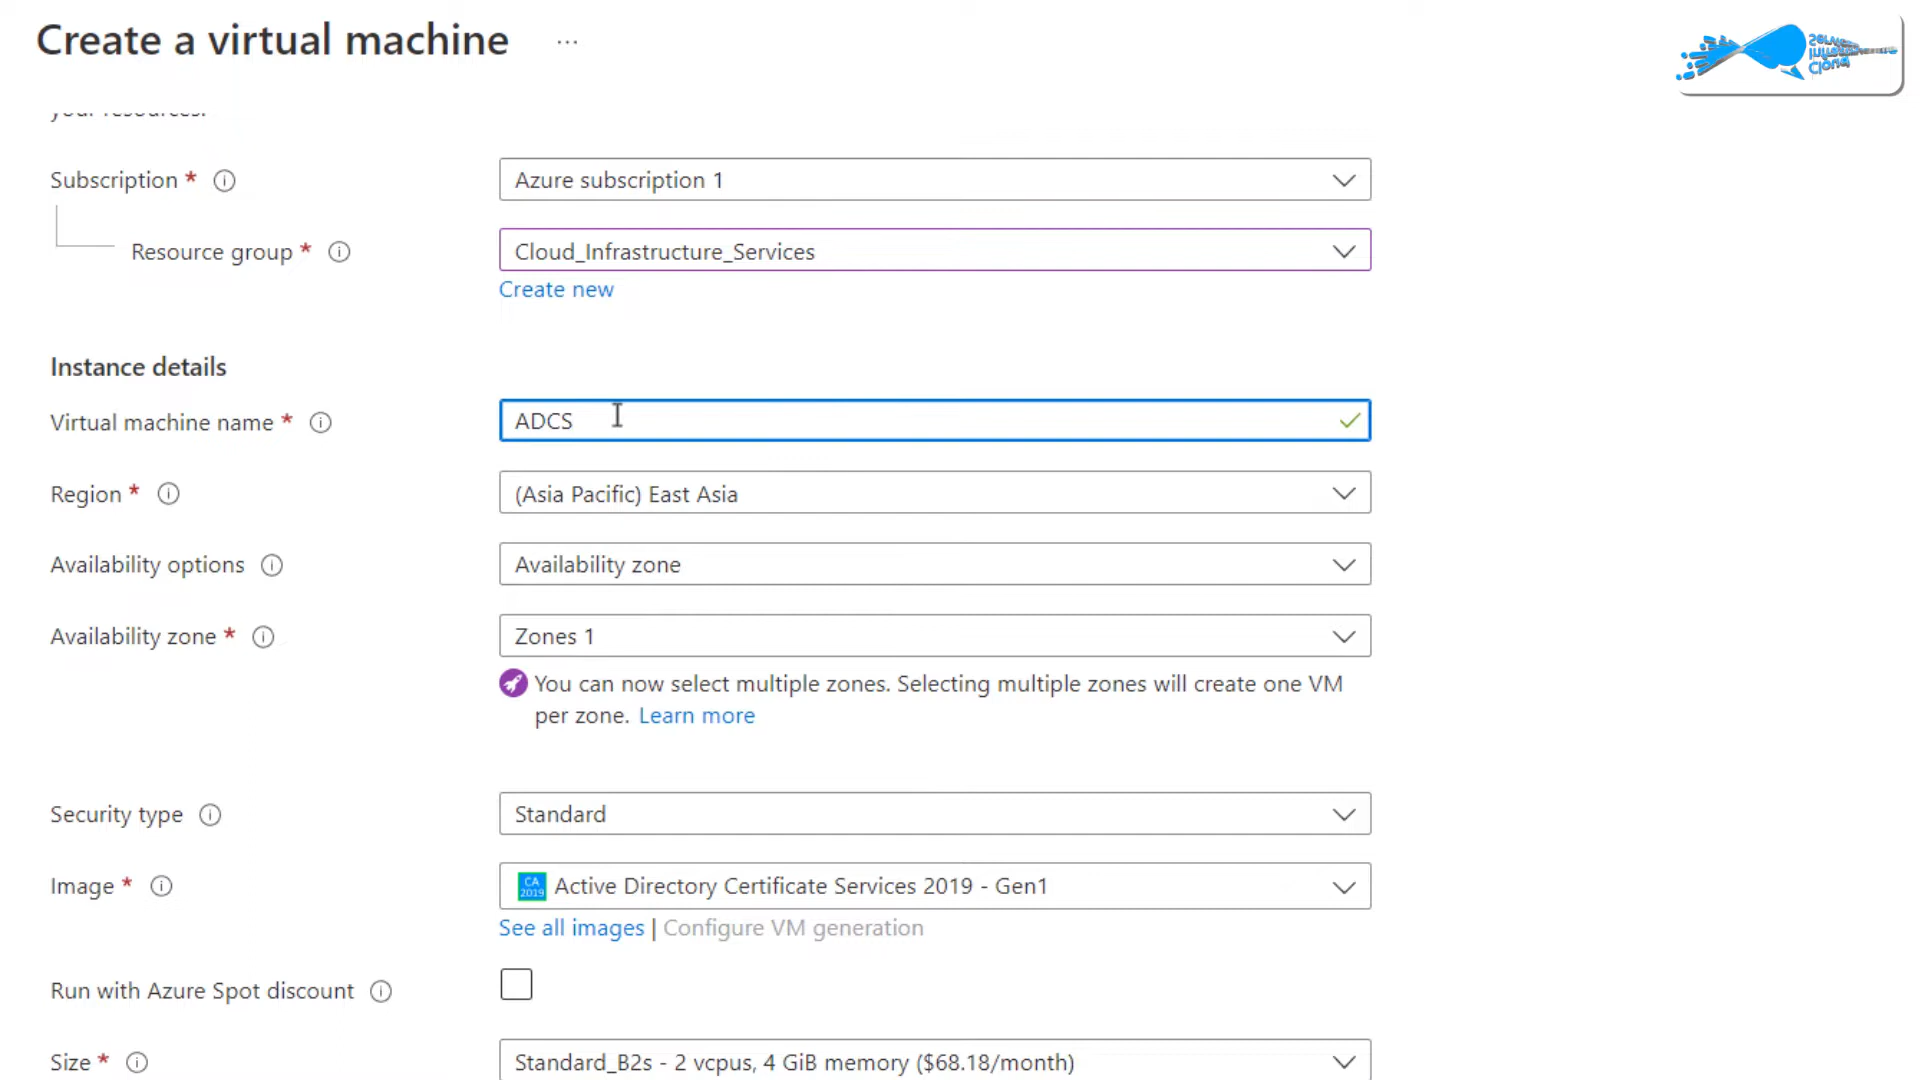 Create a virtual machine ...
your resources.
Subscription *
Azure subscription 1
Resource group *
Cloud_Infrastructure_Services
Create new
Instance details
Virtual machine name *
ADCS
Region *
(Asia Pacific) East Asia
Availability options
Availability zone
Availability zone *
Zones 1
You can now select multiple zones. Selecting multiple zones will create one VM
per zone. Learn more
Security type
Standard
Image *
CA
2019
Active Directory Certificate Services 2019 - Gen1
See all images | Configure VM generation
Run with Azure Spot discount
Size *
Standard_B2s - 2 vcpus, 4 GiB memory ($68.18/month)